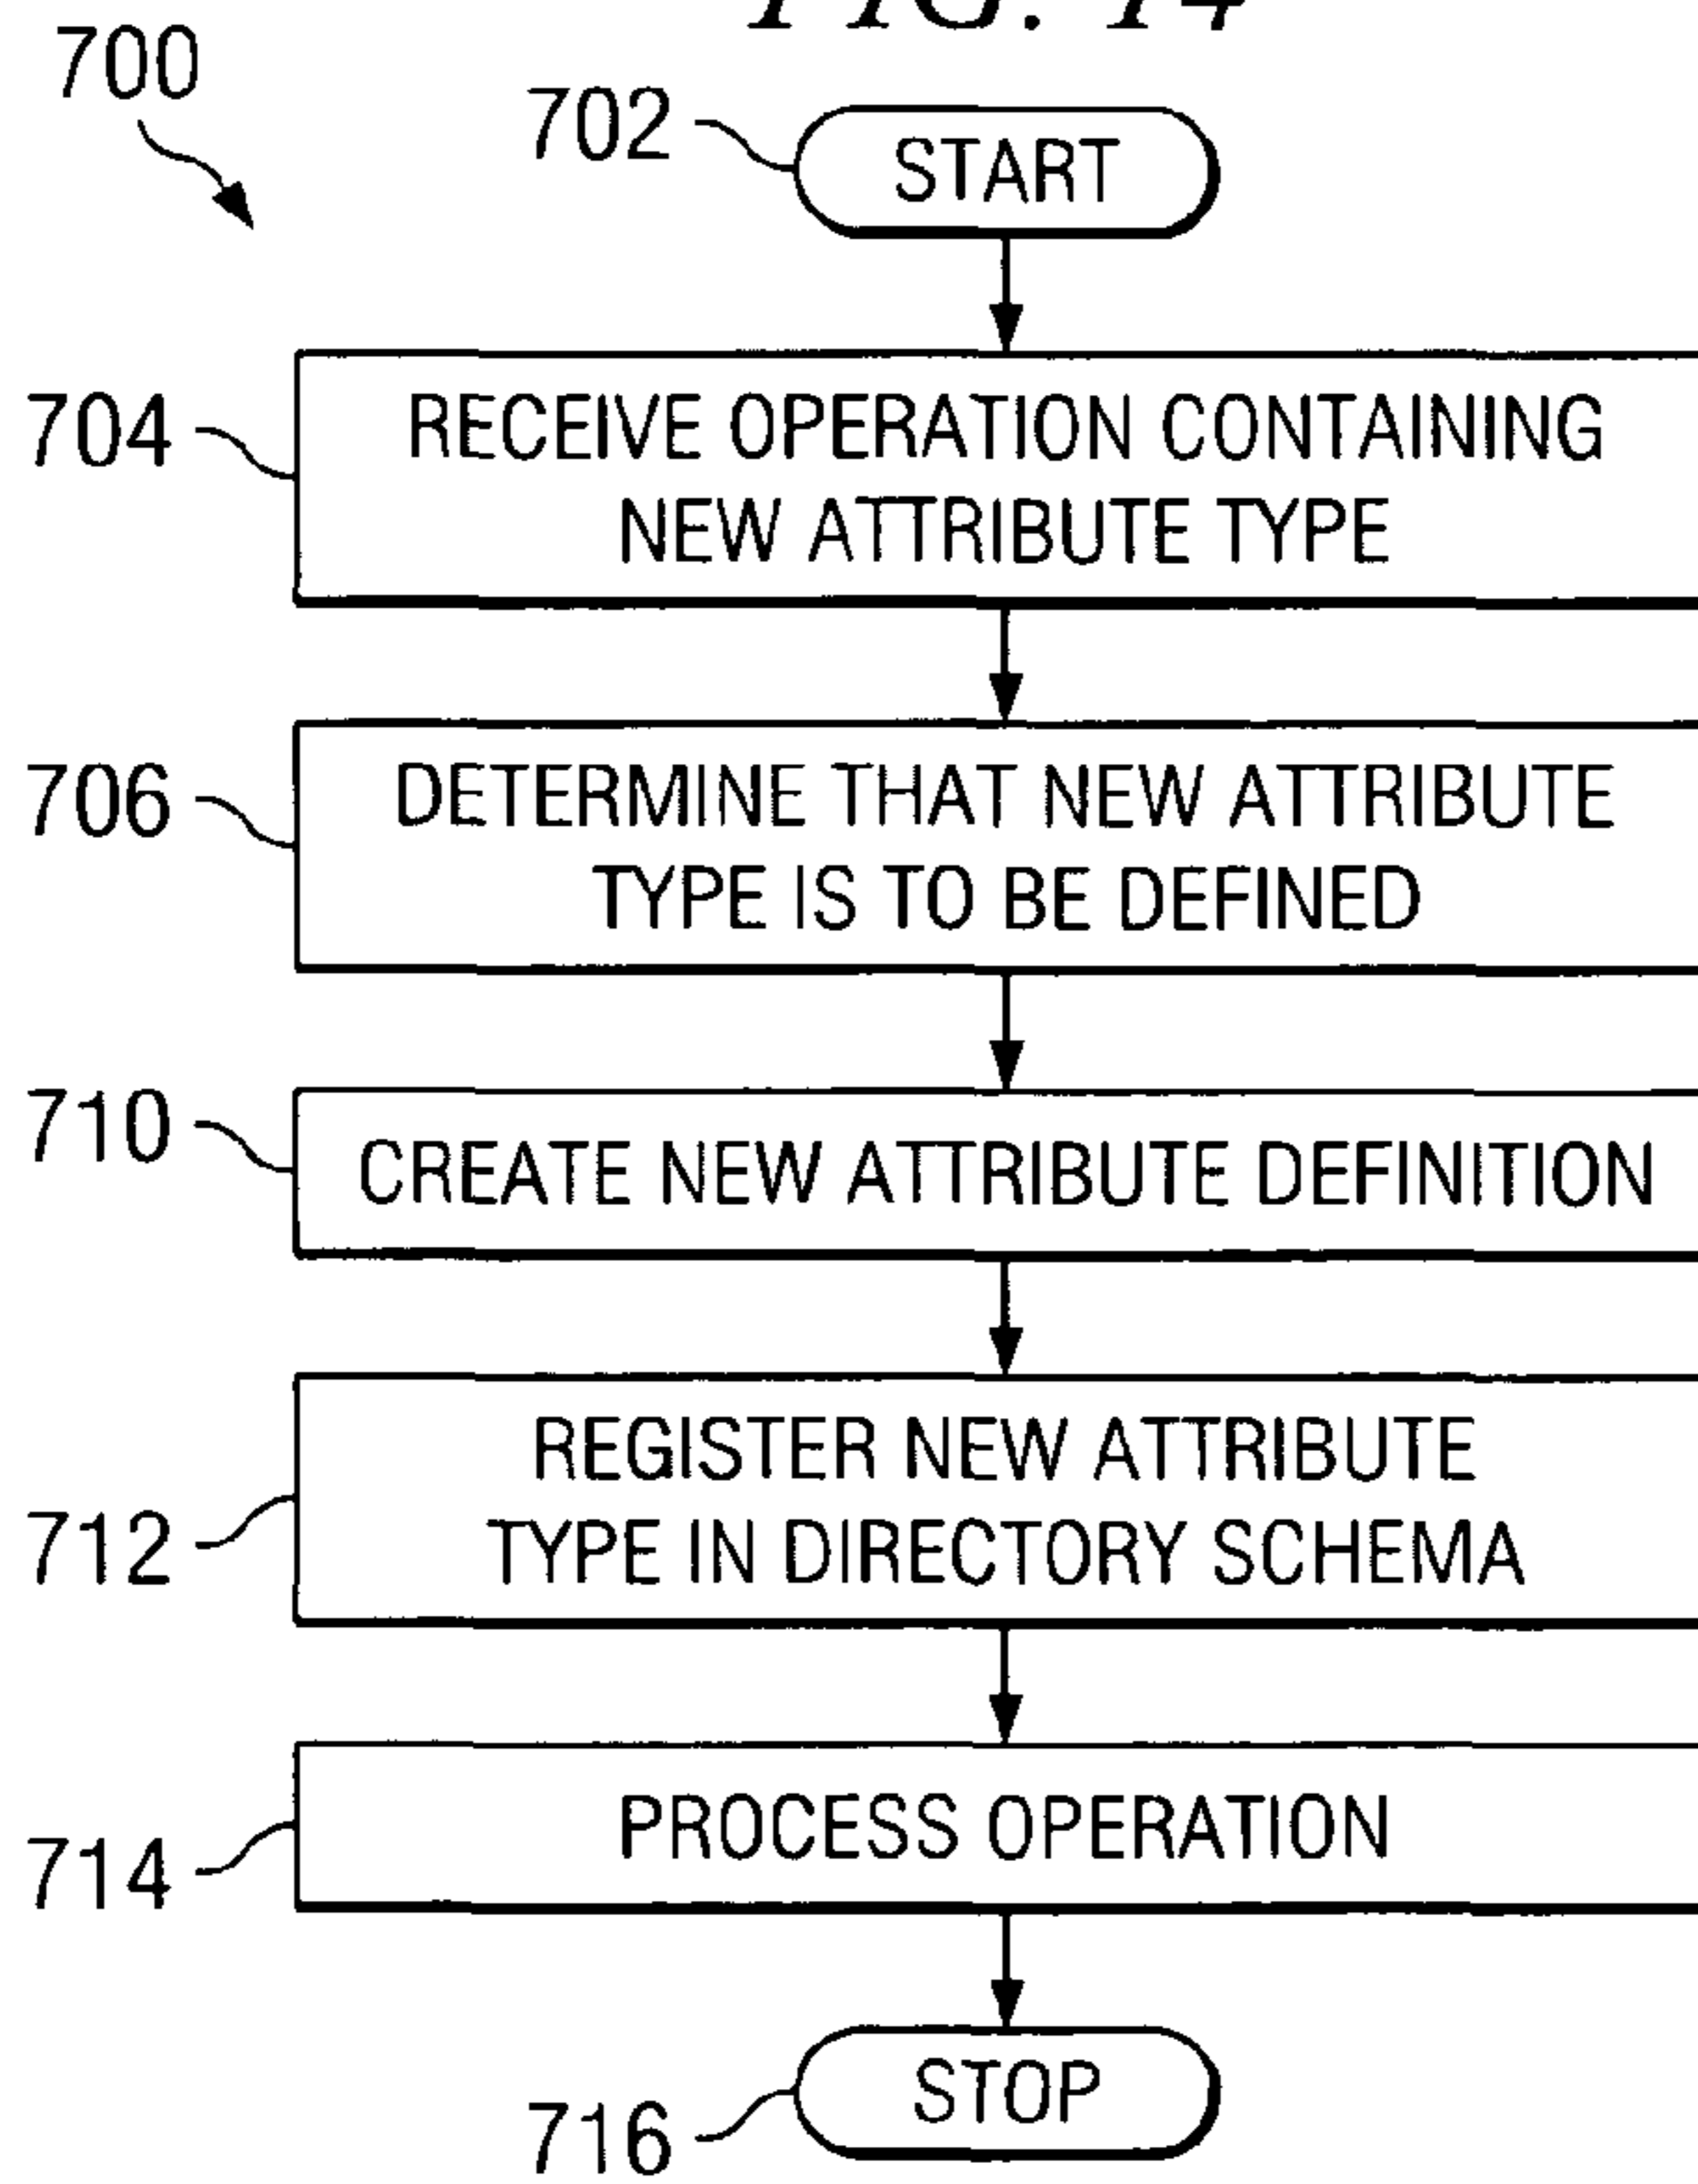 FIG. 14
700
702
START
704
RECEIVE OPERATION CONTAINING
NEW ATTRIBUTE TYPE
706
DETERMINE THAT NEW ATTRIBUTE
TYPE IS TO BE DEFINED
710
CREATE NEW ATTRIBUTE DEFINITION
REGISTER NEW ATTRIBUTE
712
TYPE IN DIRECTORY SCHEMA
PROCESS OPERATION
714
STOP
716